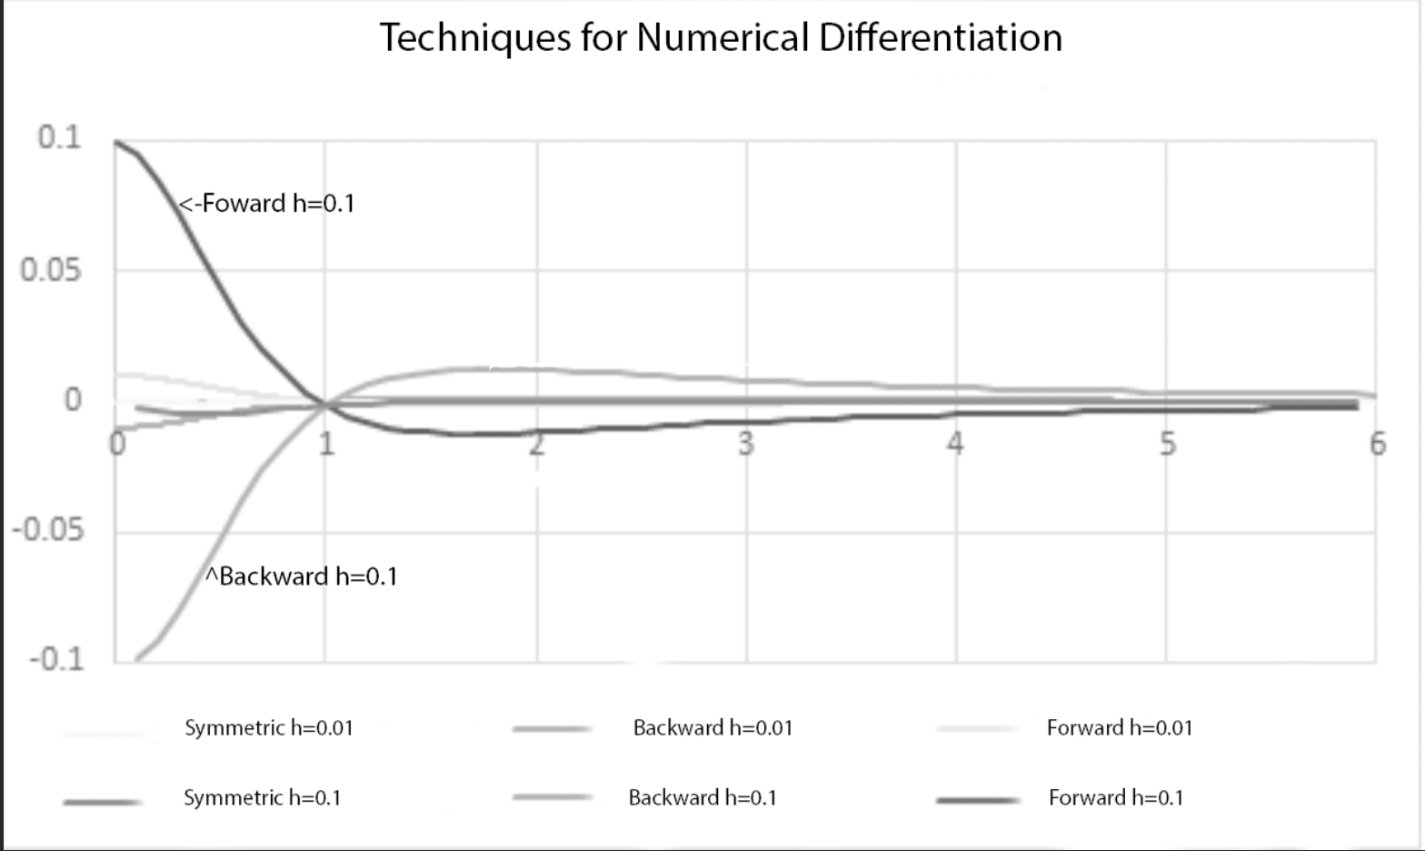 Techniques for Numerical Differentiation
0.1
<-Foward h=0.1
0.05
0
0 1 2 3 4 5 6
-0.05
^Backward h=0.1
-0.1
Symmetric h=0.01 Backward h=0.01 Forward h=0.01
Symmetric h=0.1 Backward h=0.1 Forward h=0.1